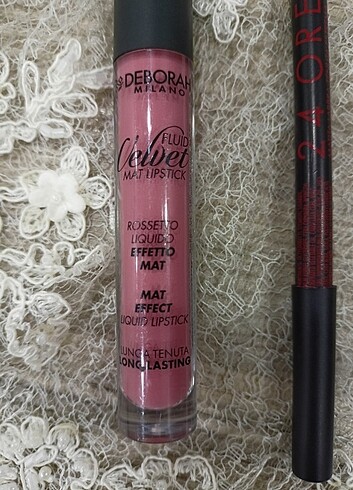 DEBORAH
MILANO
FLUID
Velvet
MAT LIPSTICK
ROSSETTO
LIQUIDO
EFFETTO
MAT
MAT
EFFECT
LIQUID LIPSTICK
LUNGA TENUTA
LONG LASTING
24 ORE